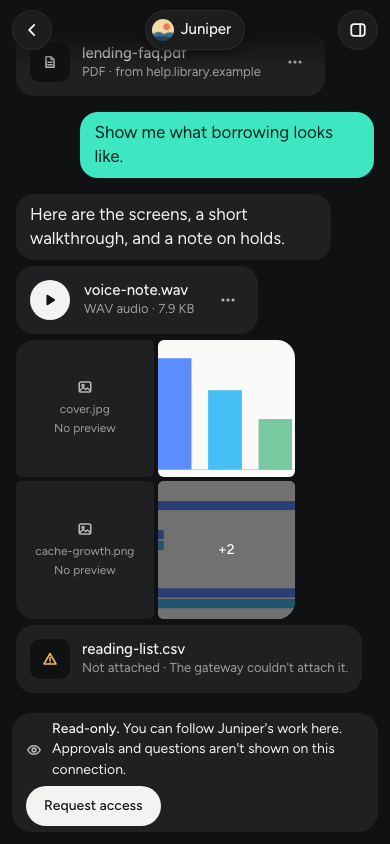 Juniper
lending-faq.pdf
PDF · from help.library.example
Show me what borrowing looks
like.
Here are the screens, a short
walkthrough, and a note on holds.
voice-note.wav
WAV audio · 7.9 KB
cover.jpg
No preview
cache-growth.png
No preview
+2
reading-list.csv
Not attached · The gateway couldn't attach it.
Read-only. You can follow Juniper's work here.
Approvals and questions aren't shown on this
connection.
Request access